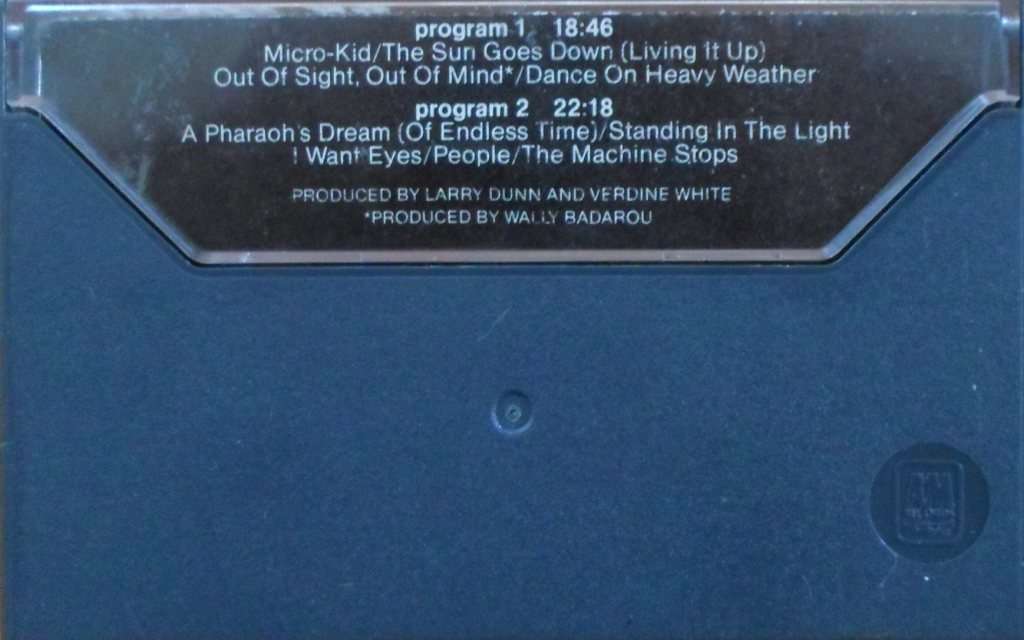 program 1 18:46
Micro-Kid/The Sun Goes Down (Living It Up)
Out Of Sight, Out Of Mind*/Dance On Heavy Weather
program 2 22:18
A Pharaoh's Dream (Of Endless Time)/Standing In The Light
I Want Eyes/People/The Machine Stops
PRODUCED BY LARRY DUNN AND VERDINE WHITE
*PRODUCED BY WALLY BADAROU